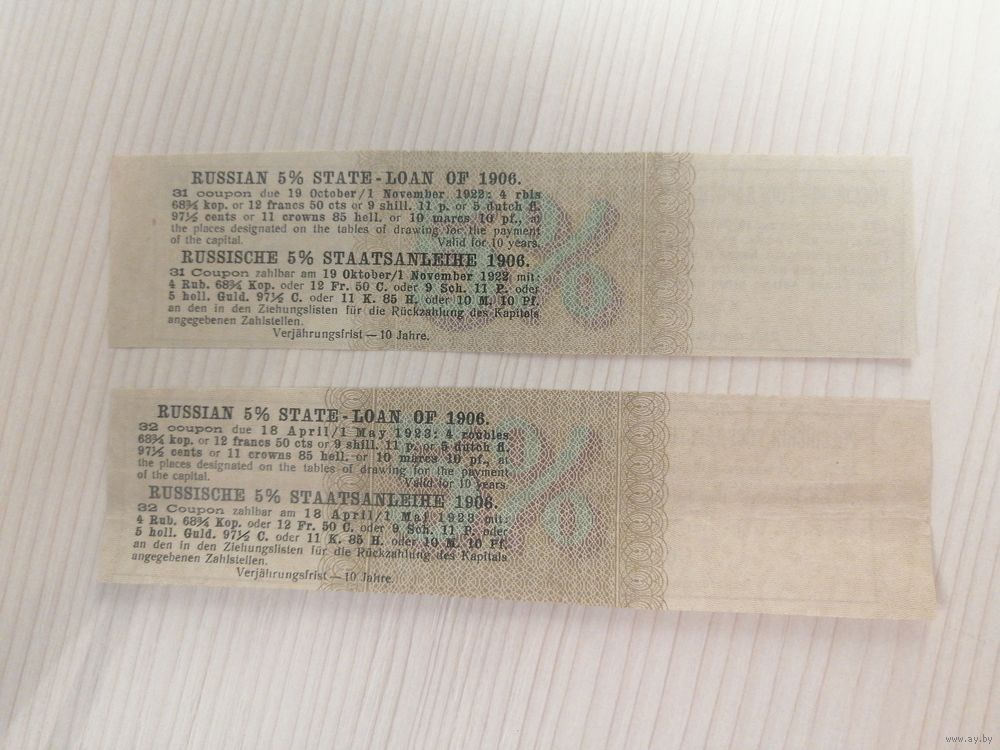 RUSSIAN 5% STATE-LOAN OF 1906.
31 coupon due 19 October/1 November 1922: 4 rbls
68¾ kop. or 12 francs 50 cts or 9 shill. 11 p. or 5 dutch fl.
97½ cents or 11 crowns 85 hell. or 10 marcs 10 pf., at
the places designated on the tables of drawing for the payment
of the capital. Valid for 10 years.
RUSSISCHE 5% STAATSANLEIHE 1906.
31 Coupon zahlbar am 19 Oktober/1 November 1922 mit:
4 Rub. 68¾ Kop. oder 12 Fr. 50 C. oder 9 Sch. 11 P. oder
5 holl. Guld. 97½ C. oder 11 K. 85 H. oder 10 M. 10 Pf.
an den in den Ziehungslisten für die Rückzahlung des Kapitals
angegebenen Zahlstellen.
Verjährungsfrist — 10 Jahre.
5%
RUSSIAN 5% STATE-LOAN OF 1906.
32 coupon due 18 April/1 May 1923: 4 roubles
68¾ kop. or 12 francs 50 cts or 9 shill. 11 p. or 5 dutch fl.
97½ cents or 11 crowns 85 hell. or 10 marcs 10 pf., at
the places designated on the tables of drawing for the payment
of the capital. Valid for 10 years.
RUSSISCHE 5% STAATSANLEIHE 1906.
32 Coupon zahlbar am 18 April/1 Mai 1923 mit:
4 Rub. 68¾ Kop. oder 12 Fr. 50 C. oder 9 Sch. 11 P. oder
5 holl. Guld. 97½ C. oder 11 K. 85 H. oder 10 M. 10 Pf.
an den in den Ziehungslisten für die Rückzahlung des Kapitals
angegebenen Zahlstellen.
Verjährungsfrist — 10 Jahre.
5%
www.ay.by